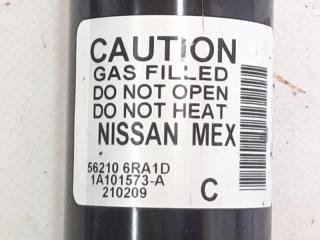 CAUTION
GAS FILLED
DO NOT OPEN
DO NOT HEAT
NISSAN MEX
56210 6RA1D
1A101573-A
210209
C